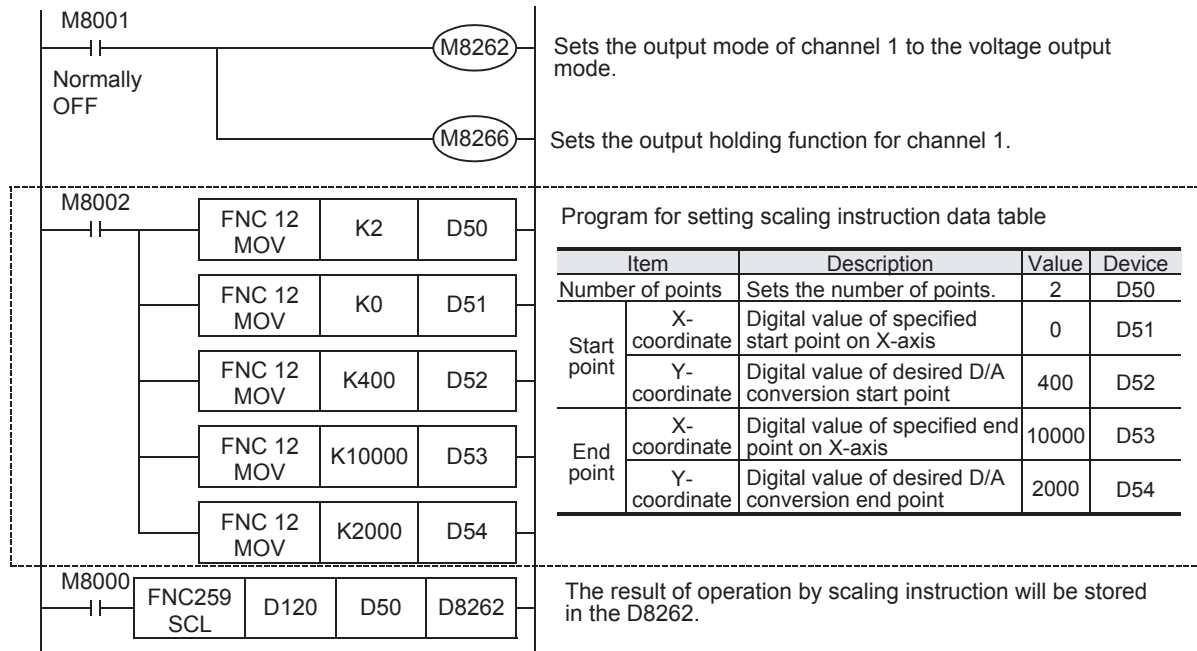 M8001
Normally
OFF
M8262
Sets the output mode of channel 1 to the voltage output
mode.
M8266
Sets the output holding function for channel 1.
M8002
FNC 12
MOV
K2
D50
FNC 12
MOV
K0
D51
FNC 12
MOV
K400
D52
FNC 12
MOV
K10000
D53
FNC 12
MOV
K2000
D54
Program for setting scaling instruction data table
Item Description Value Device
Number of points Sets the number of points. 2 D50
Start
point
X-
coordinate
Digital value of specified
start point on X-axis
0
D51
Y-
coordinate
Digital value of desired D/A
conversion start point
400
D52
End
point
X-
coordinate
Digital value of specified end
point on X-axis
10000
D53
Y-
coordinate
Digital value of desired D/A
conversion end point
2000
D54
M8000
FNC259
SCL
D120
D50
D8262
The result of operation by scaling instruction will be stored
in the D8262.